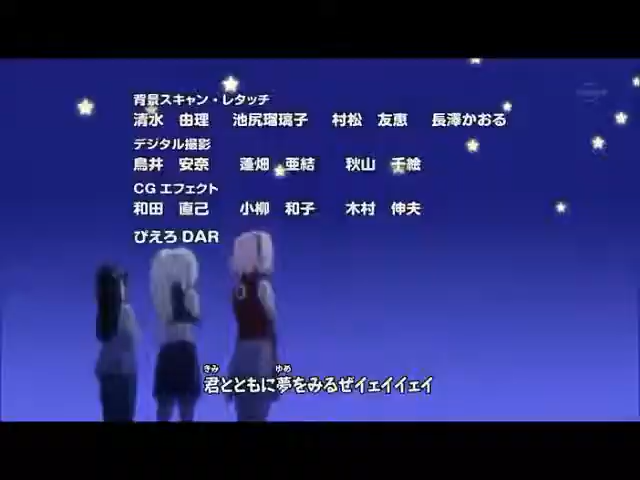 背景スキャン・レタッチ
清水　由理　池尻瑠璃子　村松　友恵　長澤かおる
デジタル撮影
鳥井　安奈　蓬畑　亜結　秋山　千絵
CGエフェクト
和田　直己　小柳　和子　木村　伸夫
ぴえろDAR
きみ　ゆめ
君とともに夢をみるぜイェイイェイ